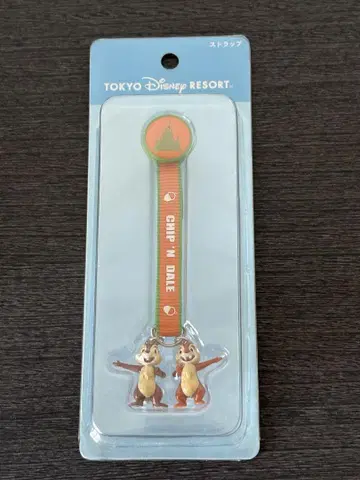 ストラップ
TOKYO Disney RESORT
CHIP 'N DALE